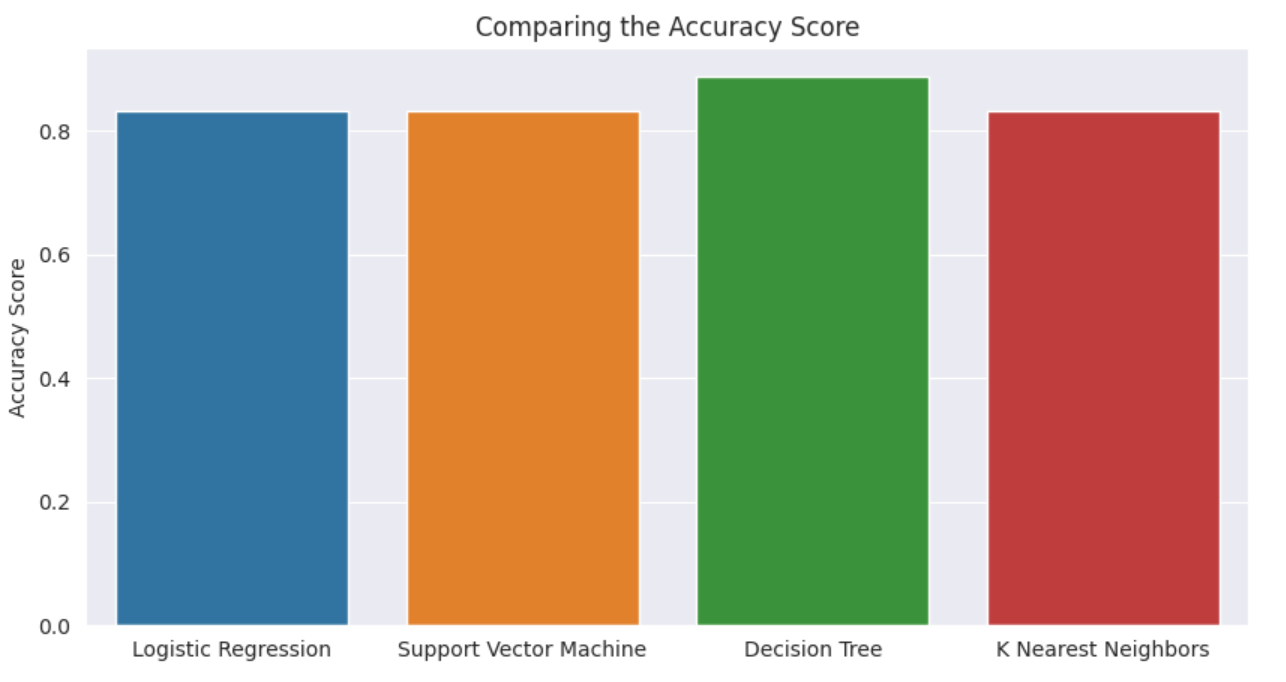 Comparing the Accuracy Score
Accuracy Score
0.8
0.6
0.4
0.2
0.0
Logistic Regression
Support Vector Machine
Decision Tree
K Nearest Neighbors